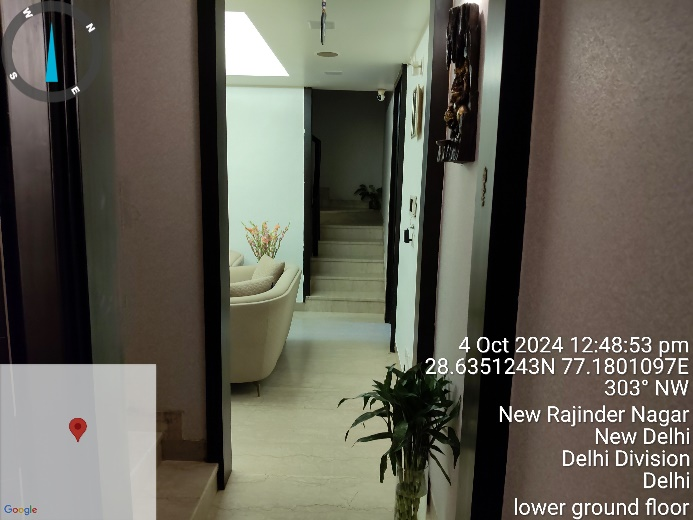 W
N
S
E
4 Oct 2024 12:48:53 pm
28.6351243N 77.1801097E
303° NW
New Rajinder Nagar
New Delhi
Delhi Division
Delhi
lower ground floor
Google